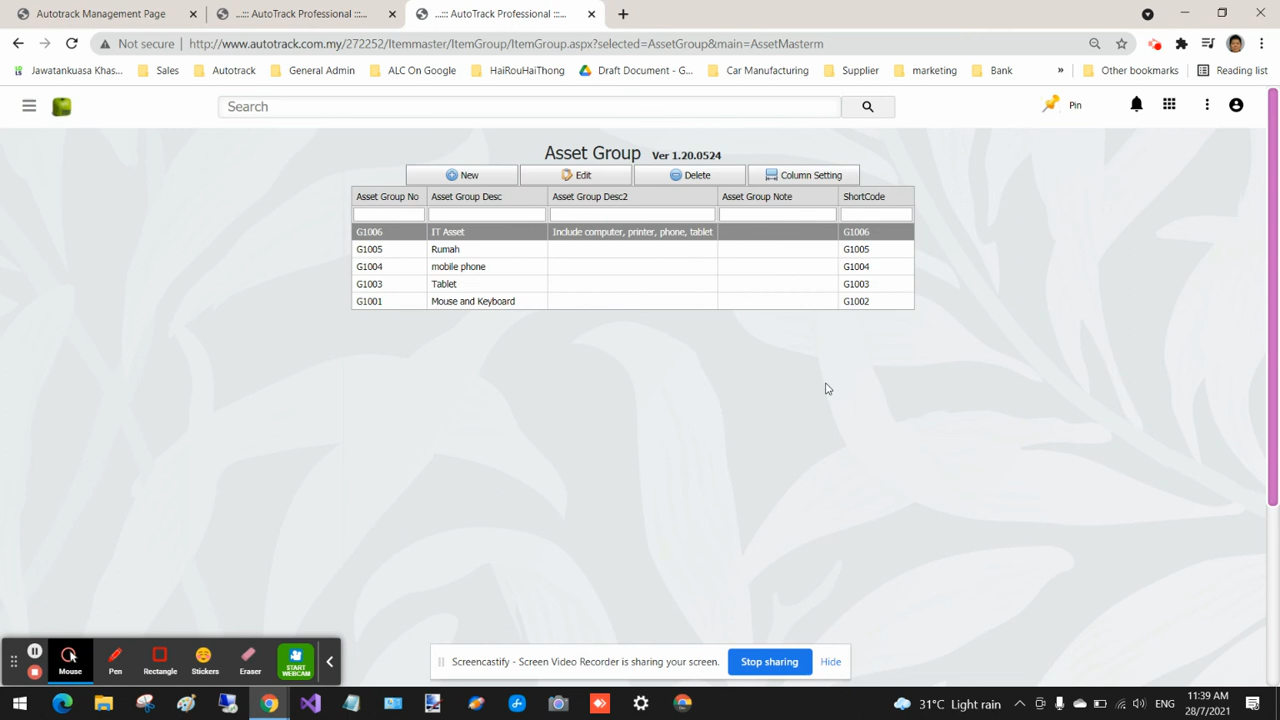 Autotrack Management Page
...::: AutoTrack Professional :::...
...::: AutoTrack Professional :::...
Not secure
http://www.autotrack.com.my/272252/Itemmaster/ItemGroup/ItemGroup.aspx?selected=AssetGroup&main=AssetMasterm
Jawatankuasa Khas...
Sales
Autotrack
General Admin
ALC On Google
HaiRouHaiThong
Draft Document - G...
Car Manufacturing
Supplier
marketing
Bank
»
Other bookmarks
Reading list
Search
Pin
Asset Group Ver 1.20.0524
New
Edit
Delete
Column Setting
Asset Group No Asset Group Desc Asset Group Desc2 Asset Group Note ShortCode
G1006 IT Asset Include computer, printer, phone, tablet G1006
G1005 Rumah G1005
G1004 mobile phone G1004
G1003 Tablet G1003
G1001 Mouse and Keyboard G1002
Mouse
Pen
Rectangle
Stickers
Eraser
START
WEBCAM
Screencastify - Screen Video Recorder is sharing your screen.
Stop sharing
Hide
31°C Light rain
ENG
11:39 AM
28/7/2021